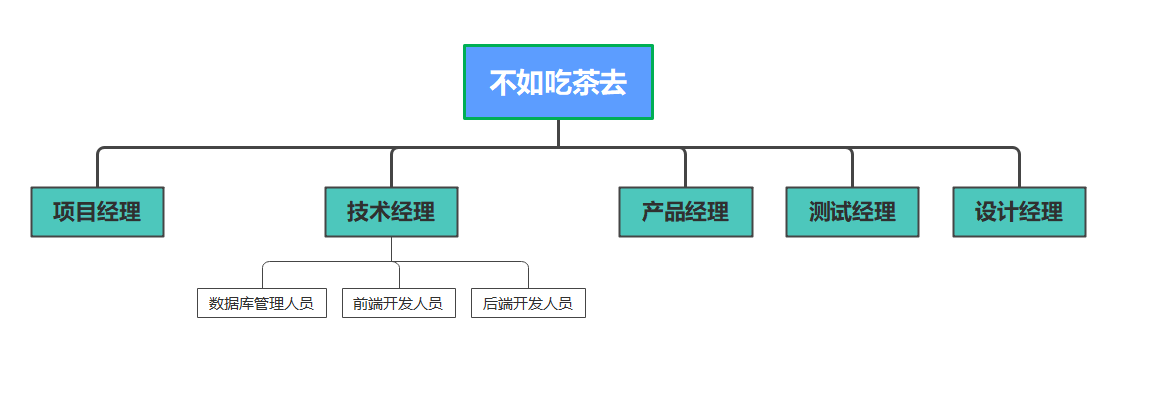 不如吃茶去
项目经理
技术经理
产品经理
测试经理
设计经理
数据库管理人员
前端开发人员
后端开发人员